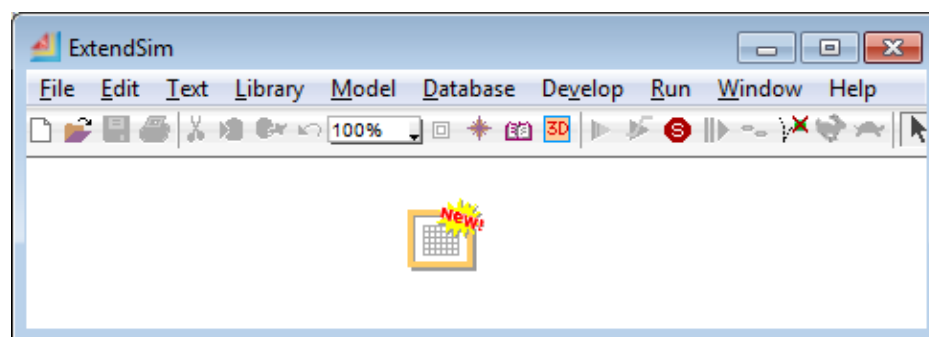 ExtendSim
File Edit Text Library Model Database Develop Run Window Help
100% 3D S
New!